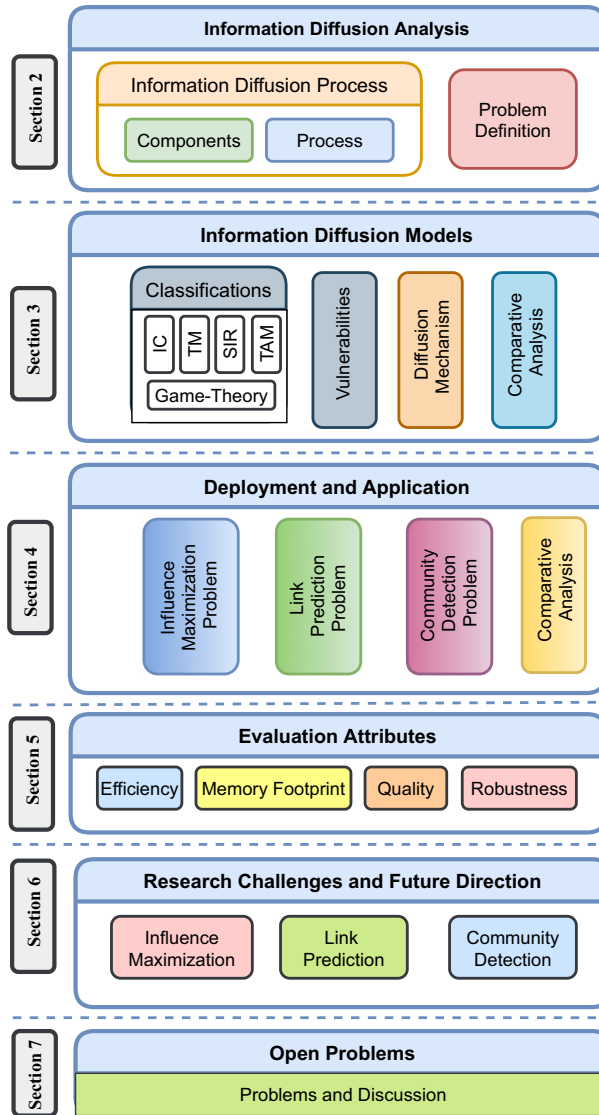 Section 2
Information Diffusion Analysis
Information Diffusion Process
Components
Process
Problem
Definition
Section 3
Information Diffusion Models
Classifications
IC
TM
SIR
TAM
Game-Theory
Vulnerabilities
Diffusion
Mechanism
Comparative
Analysis
Section 4
Deployment and Application
Influence
Maximization
Problem
Link
Prediction
Problem
Community
Detection
Problem
Comparative
Analysis
Section 5
Evaluation Attributes
Efficiency
Memory Footprint
Quality
Robustness
Section 6
Research Challenges and Future Direction
Influence
Maximization
Link
Prediction
Community
Detection
Section 7
Open Problems
Problems and Discussion